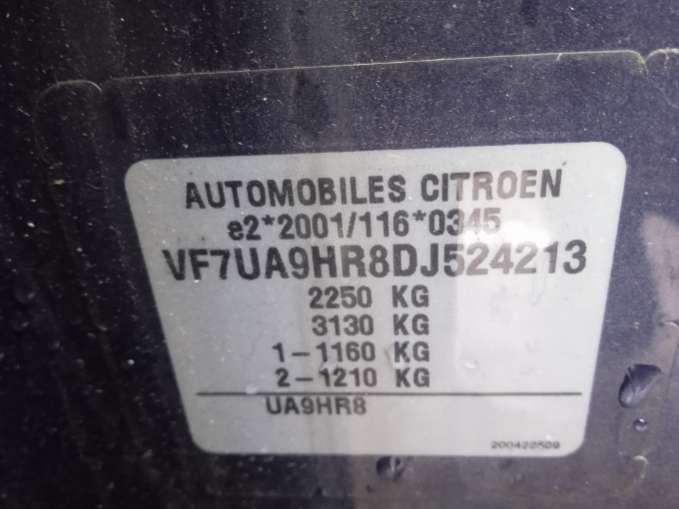 AUTOMOBILES CITROEN
e2*2001/116*0345
VF7UA9HR8DJ524213
2250 KG
3130 KG
1-1160 KG
2-1210 KG
UA9HR8
200422509